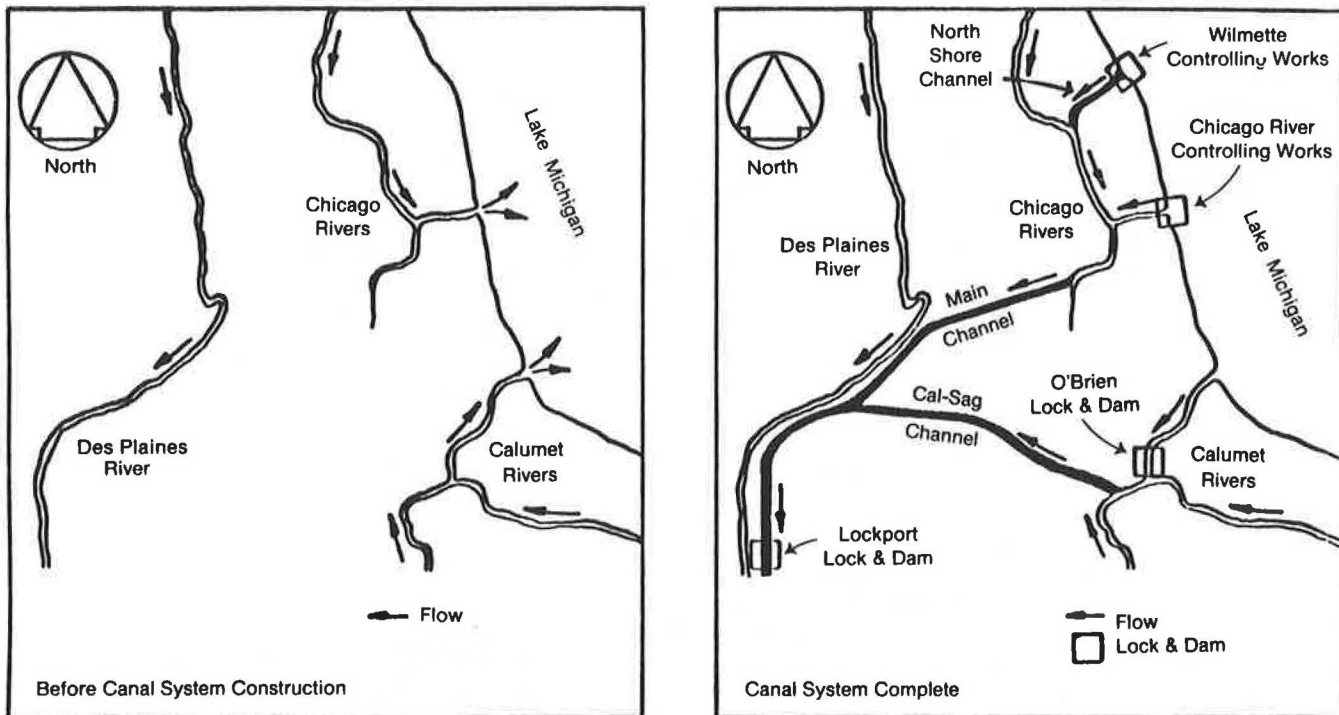 North
Lake Michigan
Chicago
Rivers
Des Plaines
River
Calumet
Rivers
Flow
Before Canal System Construction
North
Shore
Channel
Wilmette
Controlling Works
North
Chicago River
Controlling Works
Chicago
Rivers
Des Plaines
River
Lake Michigan
Main
Channel
O'Brien
Lock & Dam
Cal-Sag
Channel
Calumet
Rivers
Lockport
Lock & Dam
Flow
Lock & Dam
Canal System Complete